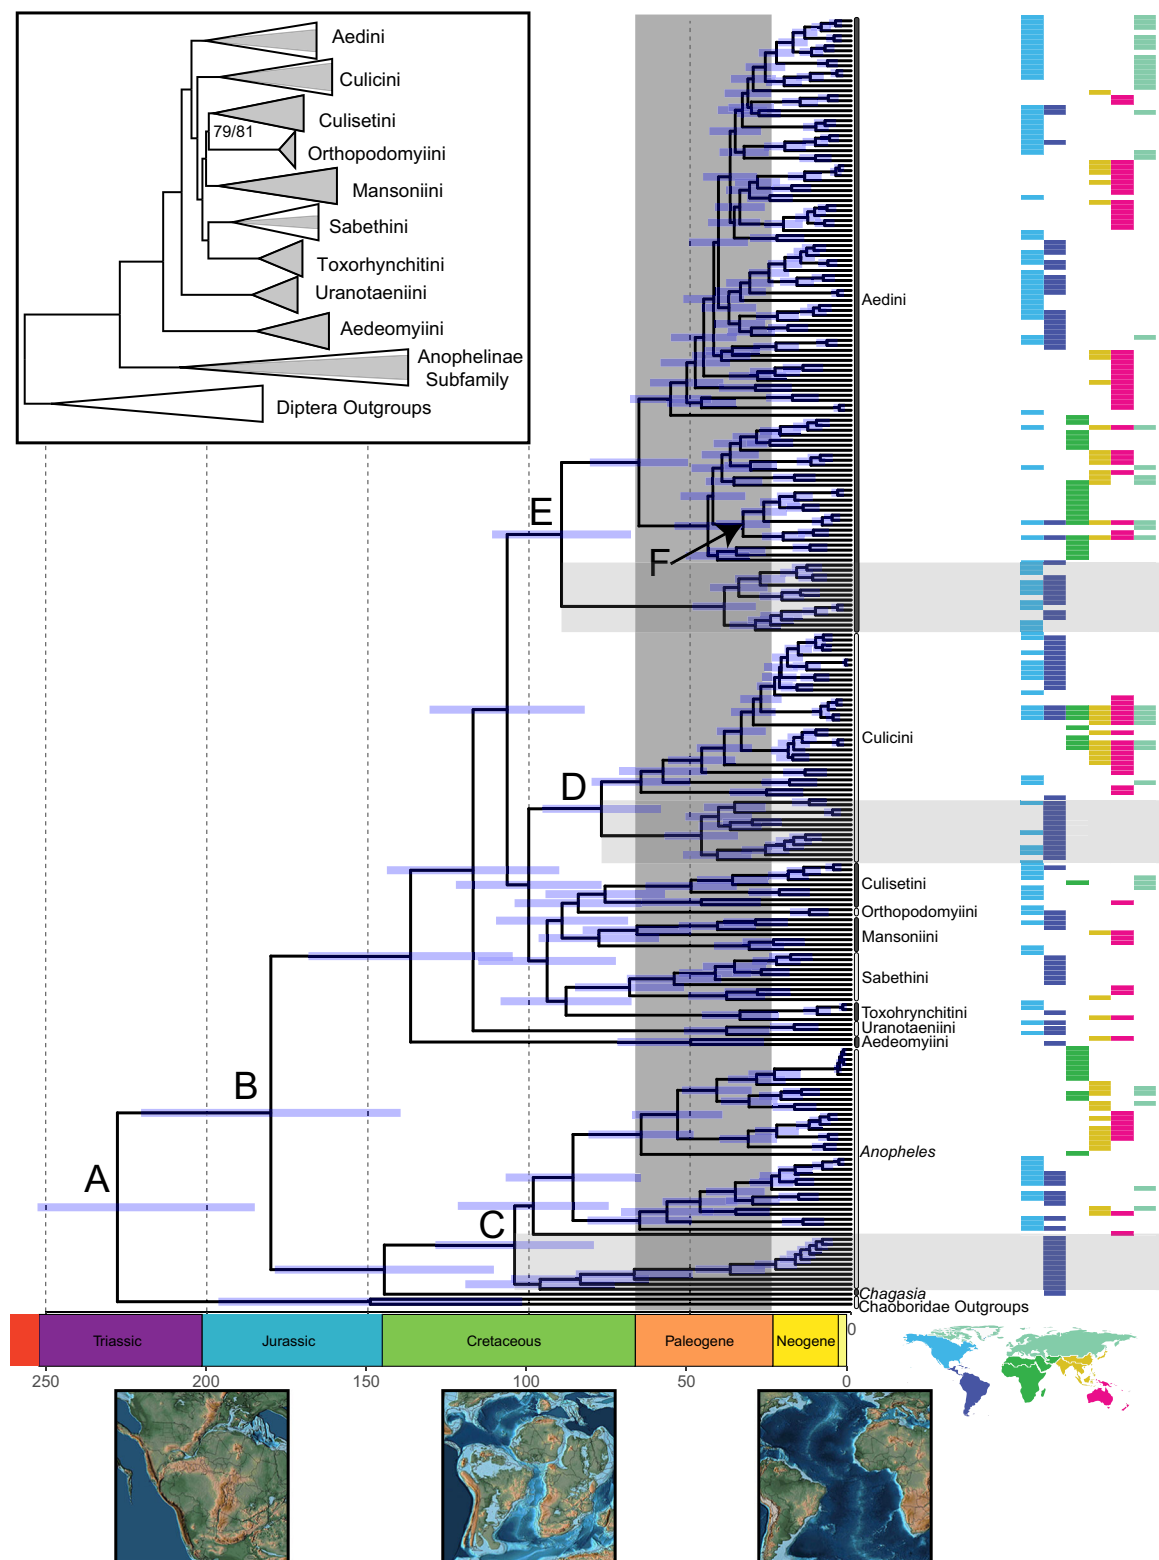 Aedini
Culicini
Culisetini
79/81
Orthopodomyiini
Mansoniini
Sabethini
Toxorhynchitini
Uranotaeniini
Aedeomyiini
Anophelinae
Subfamily
Diptera Outgroups
Aedini
E
F
Culicini
D
Culisetini
Orthopodomyiini
Mansoniini
Sabethini
Toxohrynchitini
Uranotaeniini
Aedeomyiini
B
Anopheles
A
C
Chagasia
Chaoboridae Outgroups
Triassic
Jurassic
Cretaceous
Paleogene
Neogene
0
250
200
150
100
50
0